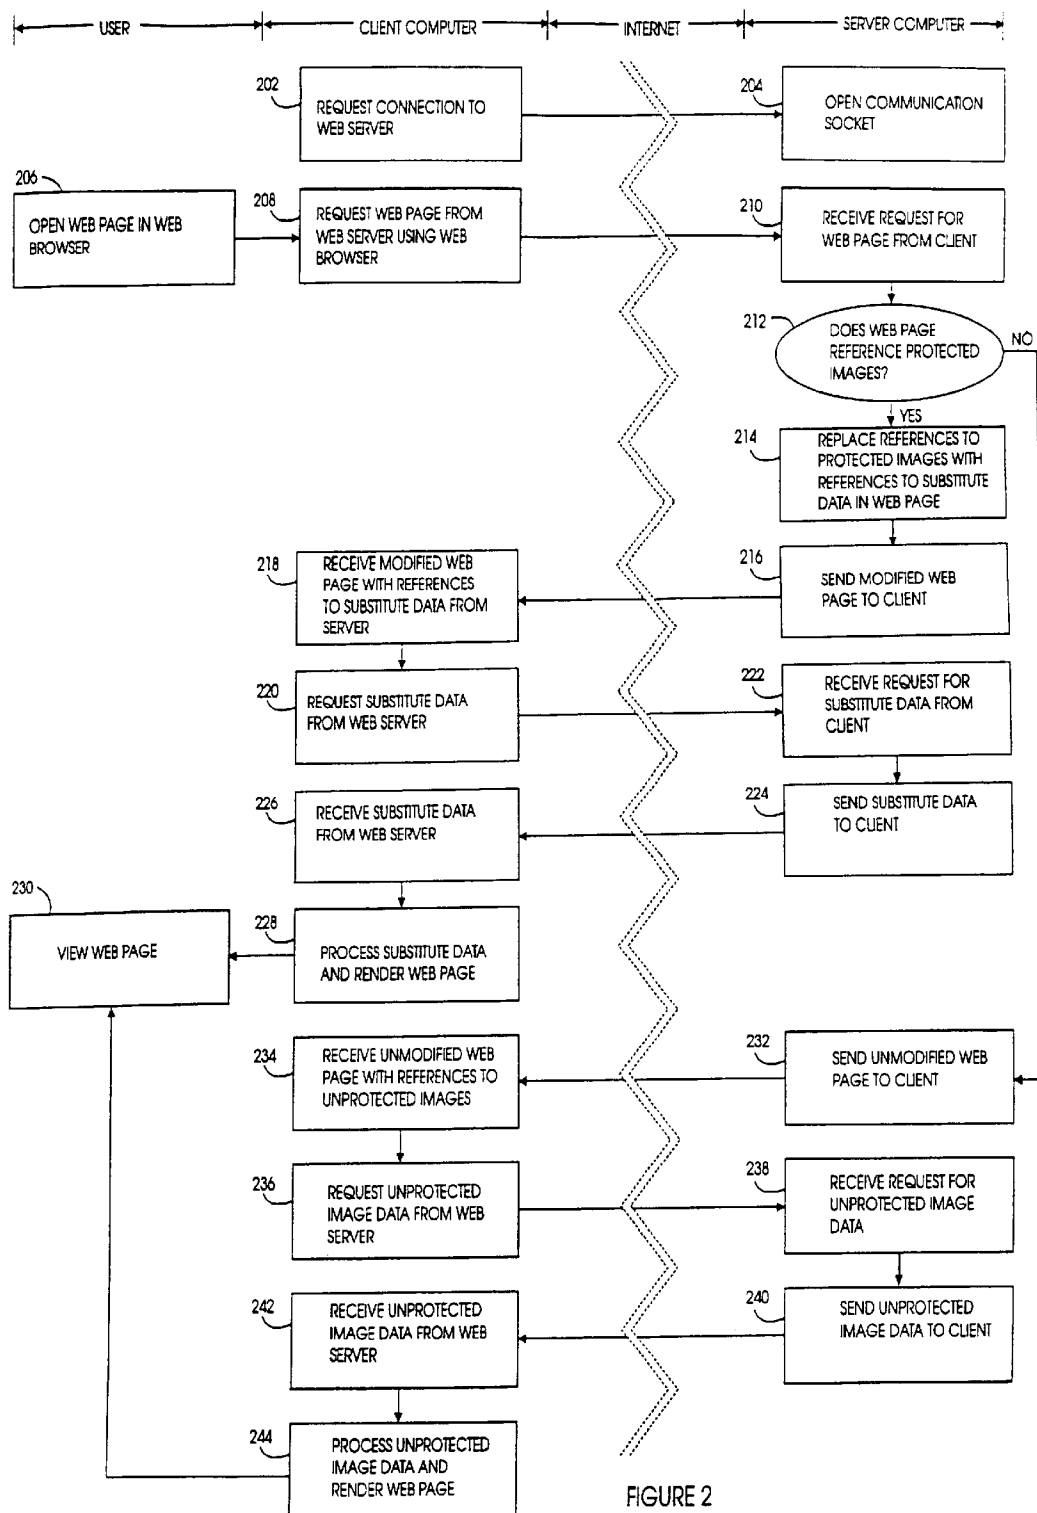 USER
CLIENT COMPUTER
INTERNET
SERVER COMPUTER
202
REQUEST CONNECTION TO
WEB SERVER
204
OPEN COMMUNICATION
SOCKET
206
OPEN WEB PAGE IN WEB
BROWSER
208
REQUEST WEB PAGE FROM
WEB SERVER USING WEB
BROWSER
210
RECEIVE REQUEST FOR
WEB PAGE FROM CLIENT
212
DOES WEB PAGE
REFERENCE PROTECTED
IMAGES?
NO
YES
214
REPLACE REFERENCES TO
PROTECTED IMAGES WITH
REFERENCES TO SUBSTITUTE
DATA IN WEB PAGE
216
SEND MODIFIED WEB
PAGE TO CLIENT
218
RECEIVE MODIFIED WEB
PAGE WITH REFERENCES
TO SUBSTITUTE DATA FROM
SERVER
220
REQUEST SUBSTITUTE DATA
FROM WEB SERVER
222
RECEIVE REQUEST FOR
SUBSTITUTE DATA FROM
CLIENT
224
SEND SUBSTITUTE DATA
TO CLIENT
226
RECEIVE SUBSTITUTE DATA
FROM WEB SERVER
228
PROCESS SUBSTITUTE DATA
AND RENDER WEB PAGE
230
VIEW WEB PAGE
232
SEND UNMODIFIED WEB
PAGE TO CLIENT
234
RECEIVE UNMODIFIED WEB
PAGE WITH REFERENCES TO
UNPROTECTED IMAGES
236
REQUEST UNPROTECTED
IMAGE DATA FROM WEB
SERVER
238
RECEIVE REQUEST FOR
UNPROTECTED IMAGE
DATA
240
SEND UNPROTECTED
IMAGE DATA TO CLIENT
242
RECEIVE UNPROTECTED
IMAGE DATA FROM WEB
SERVER
244
PROCESS UNPROTECTED
IMAGE DATA AND
RENDER WEB PAGE
FIGURE 2